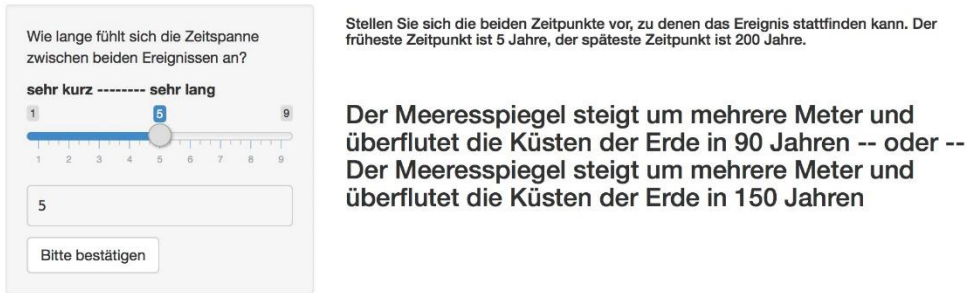 Wie lange fühlt sich die Zeitspanne
zwischen beiden Ereignissen an?
sehr kurz -------- sehr lang
1 5 9
1 2 3 4 5 6 7 8 9
5
Bitte bestätigen
Stellen Sie sich die beiden Zeitpunkte vor, zu denen das Ereignis stattfinden kann. Der
früheste Zeitpunkt ist 5 Jahre, der späteste Zeitpunkt ist 200 Jahre.
Der Meeresspiegel steigt um mehrere Meter und
überflutet die Küsten der Erde in 90 Jahren -- oder --
Der Meeresspiegel steigt um mehrere Meter und
überflutet die Küsten der Erde in 150 Jahren